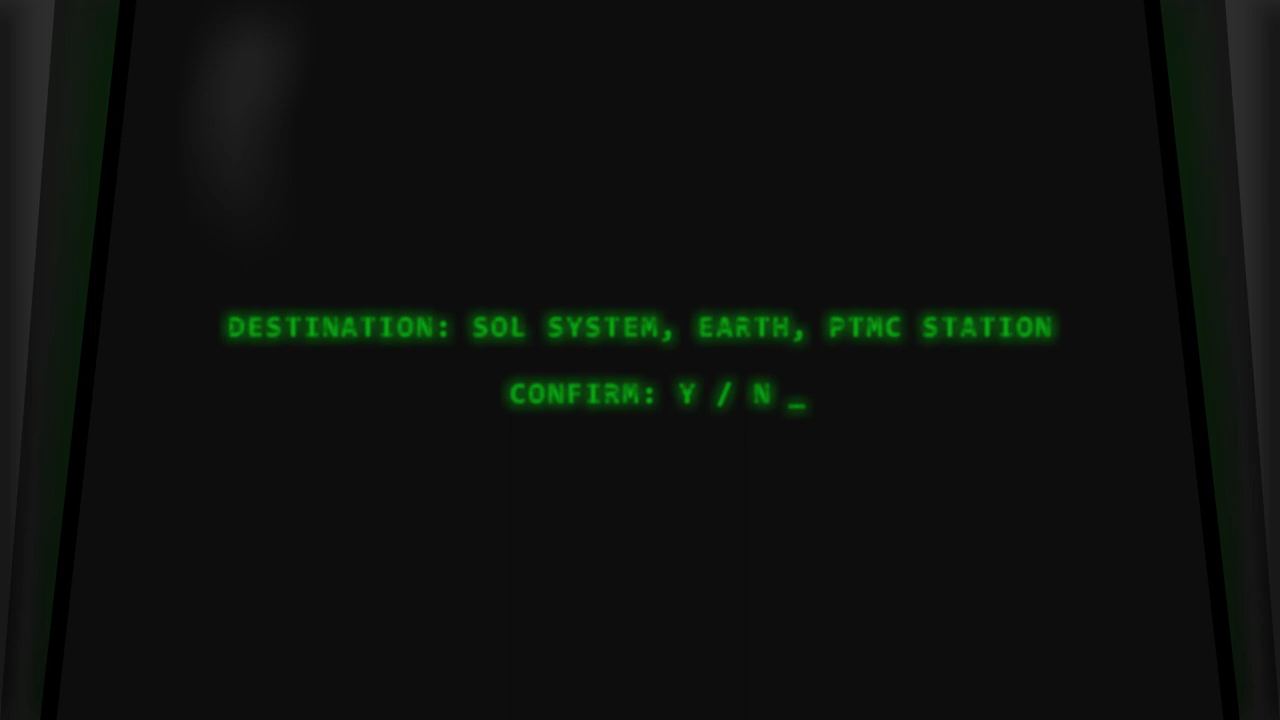 DESTINATION: SOL SYSTEM, EARTH, PTMC STATION
CONFIRM: Y / N _